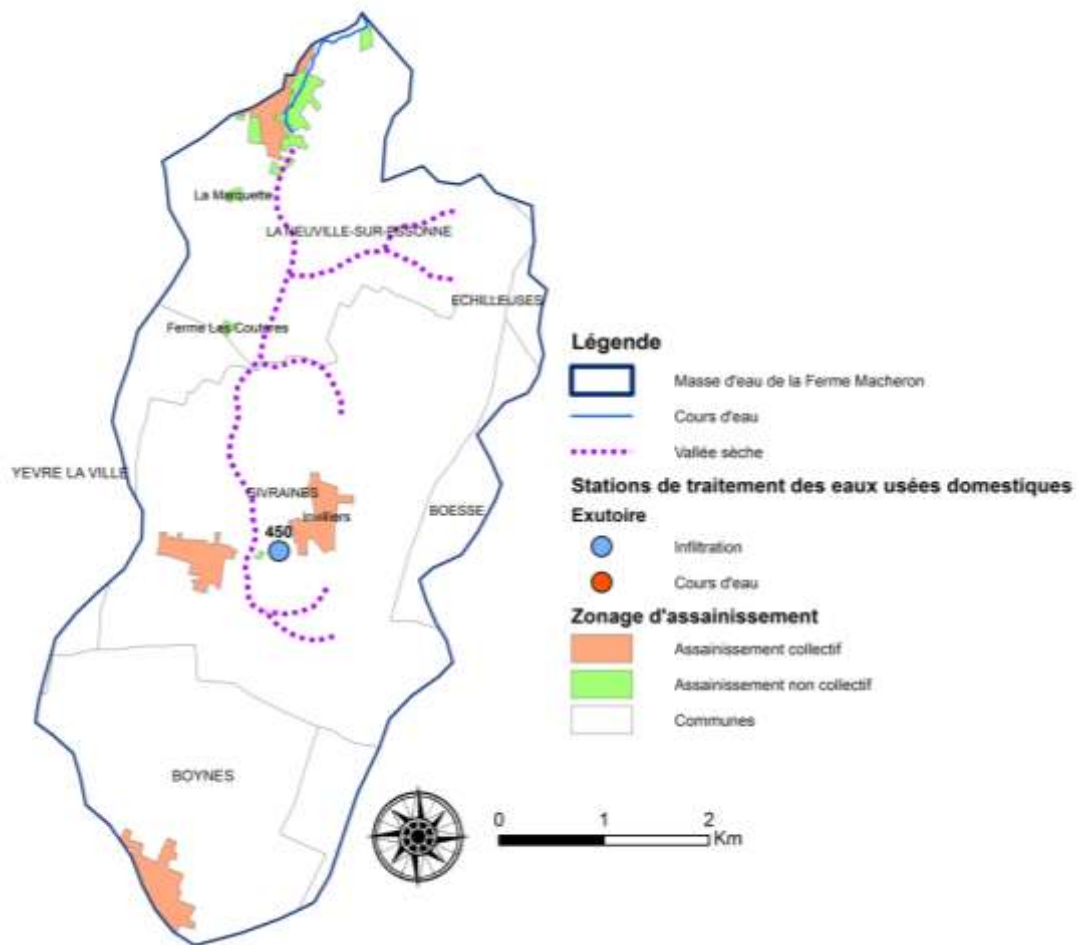 La Marquette
LA NEUVILLE-SUR-ESSONNE
ECHILLEUSES
Ferme Les Coutures
YEVRE LA VILLE
BOESSE
450
BOYNES
Légende
Masse d'eau de la Ferme Macheron
Cours d'eau
Vallée sèche
Stations de traitement des eaux usées domestiques
Exutoire
Infiltration
Cours d'eau
Zonage d'assainissement
Assainissement collectif
Assainissement non collectif
Communes
0 1 2
Km